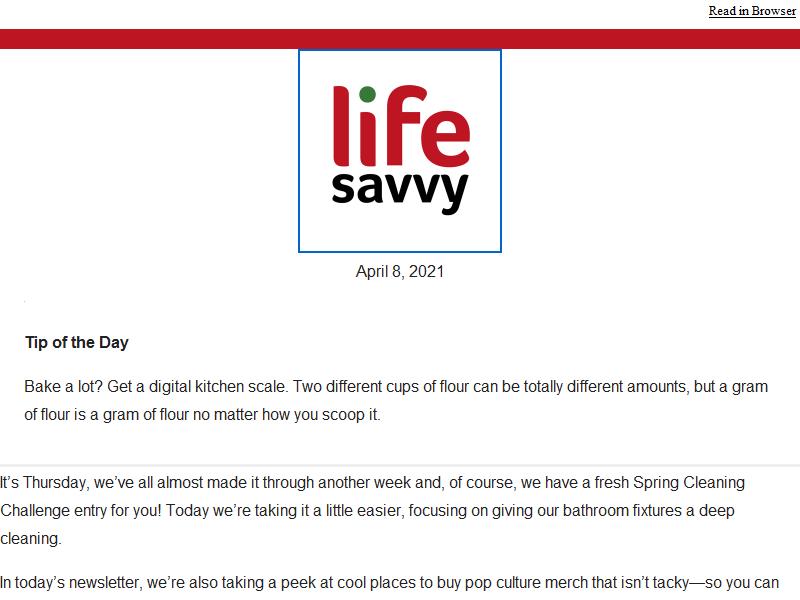 Read in Browser
life
savvy
April 8, 2021
Tip of the Day
Bake a lot? Get a digital kitchen scale. Two different cups of flour can be totally different amounts, but a gram
of flour is a gram of flour no matter how you scoop it.
It’s Thursday, we’ve all almost made it through another week and, of course, we have a fresh Spring Cleaning
Challenge entry for you! Today we’re taking it a little easier, focusing on giving our bathroom fixtures a deep
cleaning.
In today’s newsletter, we’re also taking a peek at cool places to buy pop culture merch that isn’t tacky—so you can